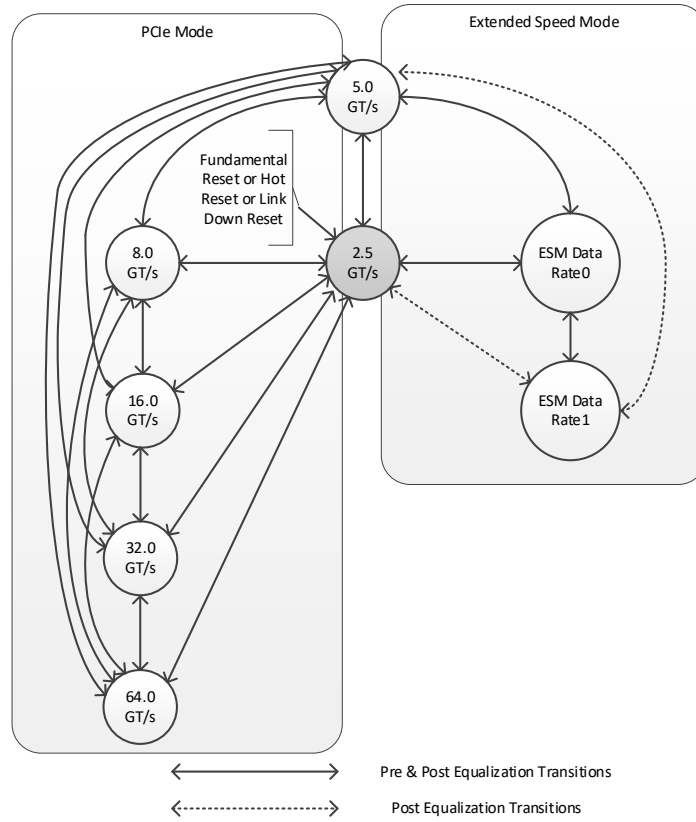 PCIe Mode
Extended Speed Mode
5.0
GT/s
Fundamental
Reset or Hot
Reset or Link
Down Reset
8.0
GT/s
2.5
GT/s
ESM Data
Rate0
16.0
GT/s
ESM Data
Rate1
32.0
GT/s
64.0
GT/s
Pre & Post Equalization Transitions
Post Equalization Transitions